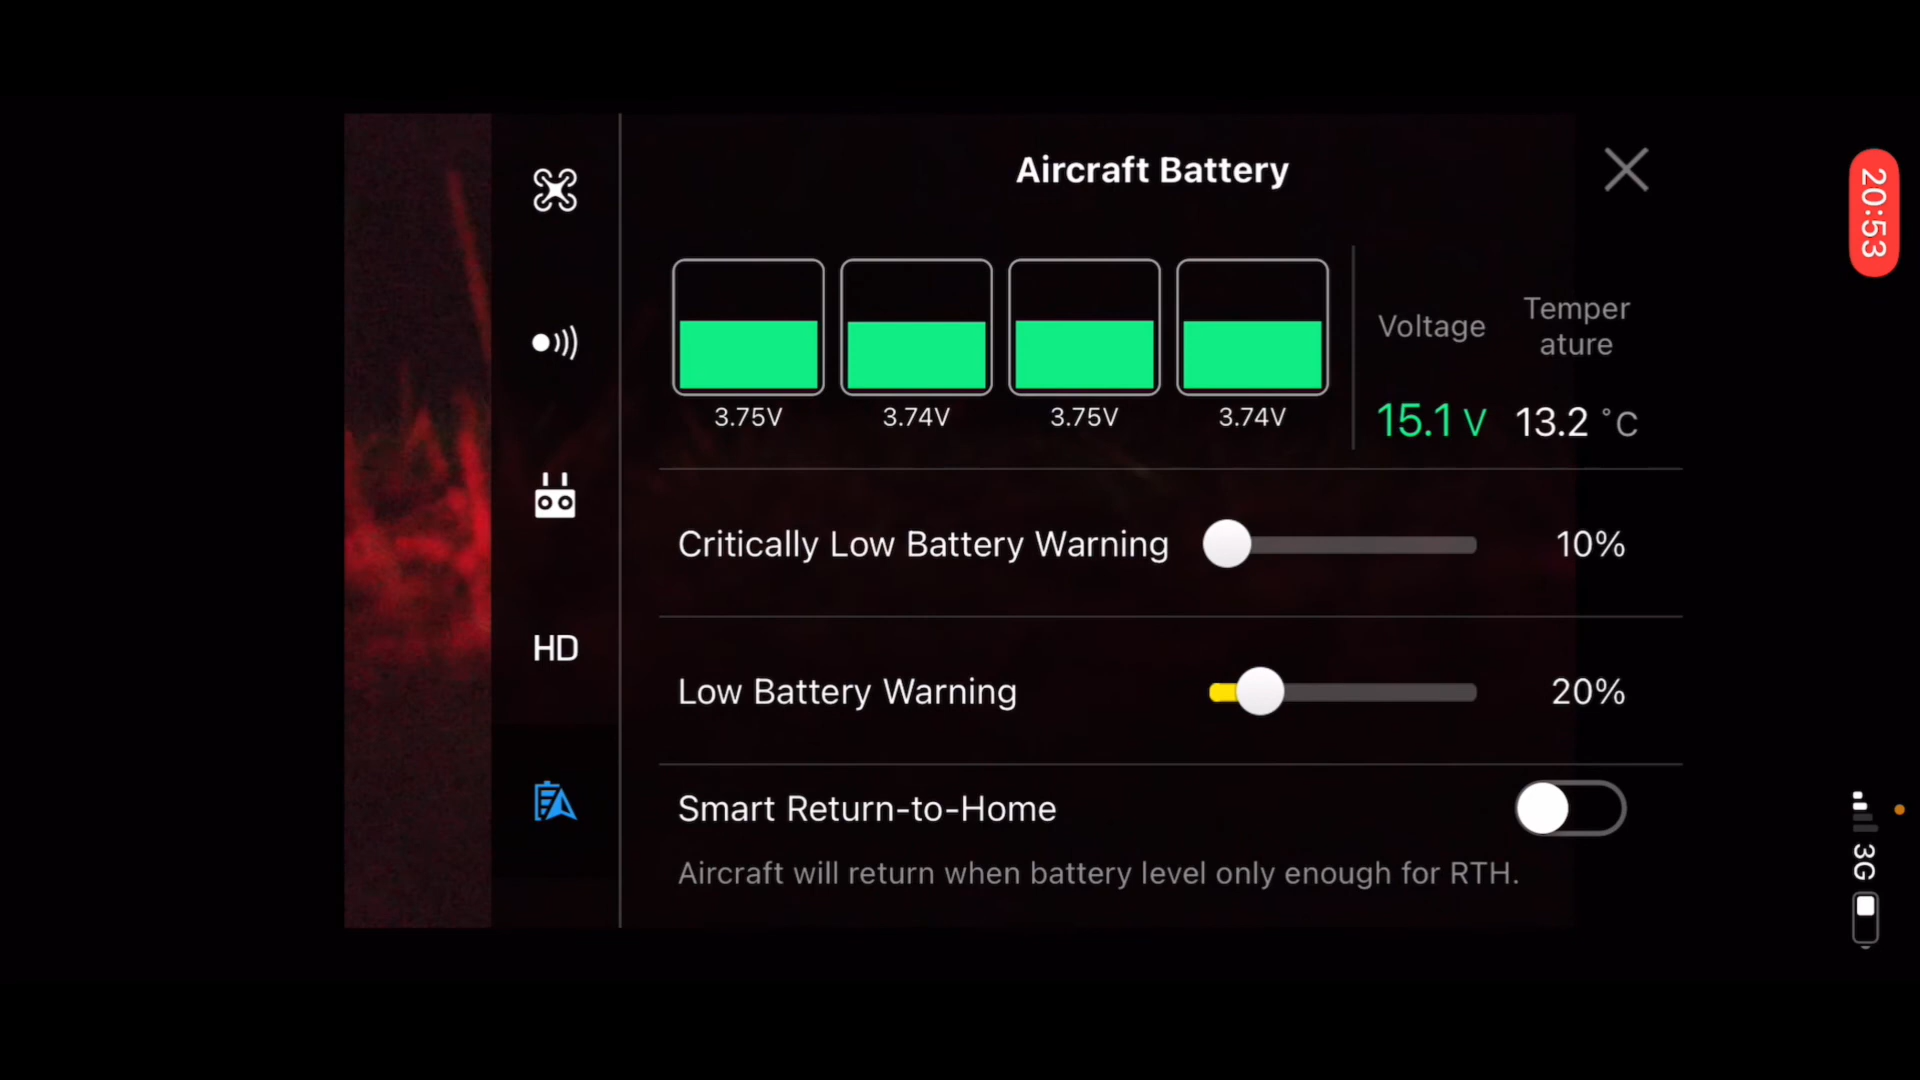 Aircraft Battery
3.75V
3.74V
3.75V
3.74V
Voltage
Temper
ature
15.1 V
13.2 °C
Critically Low Battery Warning
10%
HD
Low Battery Warning
20%
Smart Return-to-Home
Aircraft will return when battery level only enough for RTH.
20:53
3G